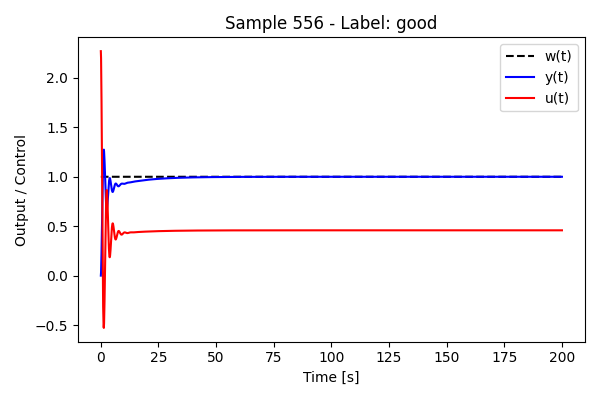 Sample 556 - Label: good
w(t)
y(t)
u(t)
Output / Control
2.0
1.5
1.0
0.5
0.0
−0.5
0 25 50 75 100 125 150 175 200
Time [s]